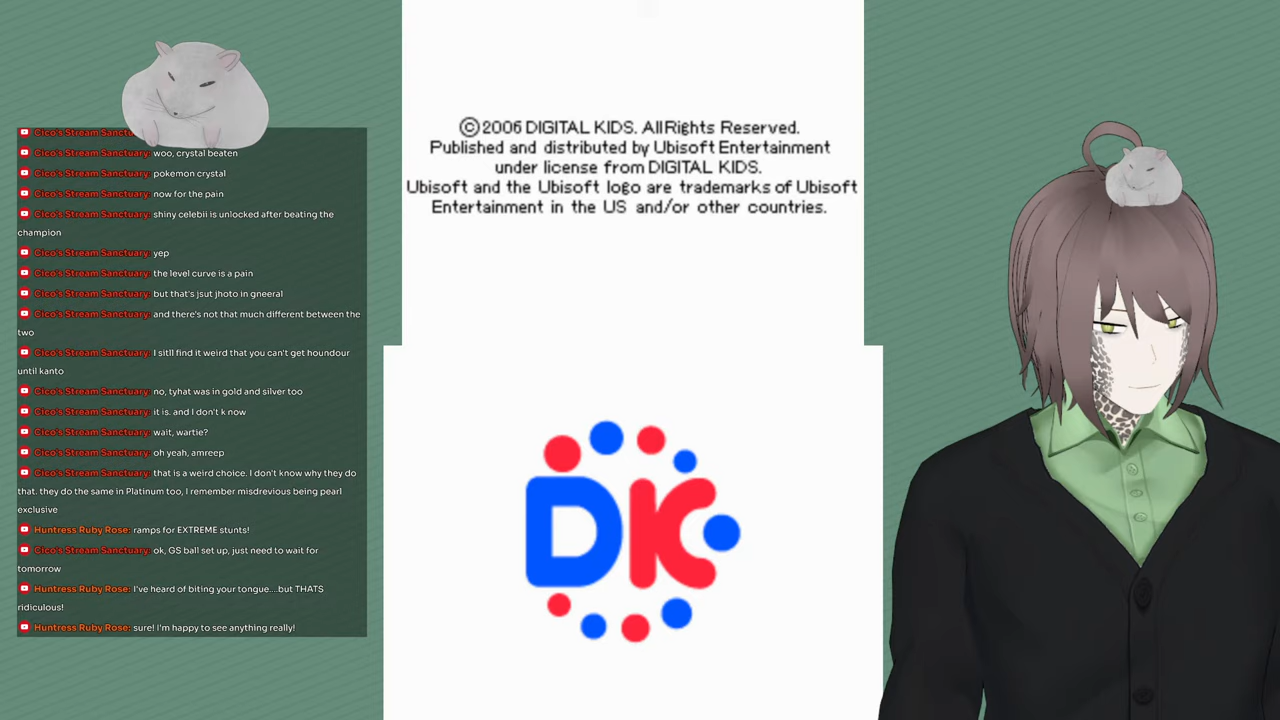 Cico's Stream Sanctu
Cico's Stream Sanctuary: woo, crystal beaten
Cico's Stream Sanctuary: pokemon crystal
Cico's Stream Sanctuary: now for the pain
Cico's Stream Sanctuary: shiny celebii is unlocked after beating the
champion
Cico's Stream Sanctuary: yep
Cico's Stream Sanctuary: the level curve is a pain
Cico's Stream Sanctuary: but that's jsut jhoto in gneeral
Cico's Stream Sanctuary: and there's not that much different between the
two
Cico's Stream Sanctuary: I sitll find it weird that you can't get houndour
until kanto
Cico's Stream Sanctuary: no, tyhat was in gold and silver too
Cico's Stream Sanctuary: it is. and I don't k now
Cico's Stream Sanctuary: wait, wartie?
Cico's Stream Sanctuary: oh yeah, amreep
Cico's Stream Sanctuary: that is a weird choice. I don't know why they do
that. they do the same in Platinum too, I remember misdrevious being pearl
exclusive
Huntress Ruby Rose: ramps for EXTREME stunts!
Cico's Stream Sanctuary: ok, GS ball set up, just need to wait for
tomorrow
Huntress Ruby Rose: I've heard of biting your tongue....but THATS
ridiculous!
Huntress Ruby Rose: sure! I'm happy to see anything really!
©2006 DIGITAL KIDS. All Rights Reserved.
Published and distributed by Ubisoft Entertainment
under license from DIGITAL KIDS.
Ubisoft and the Ubisoft logo are trademarks of Ubisoft
Entertainment in the US and/or other countries.
DK